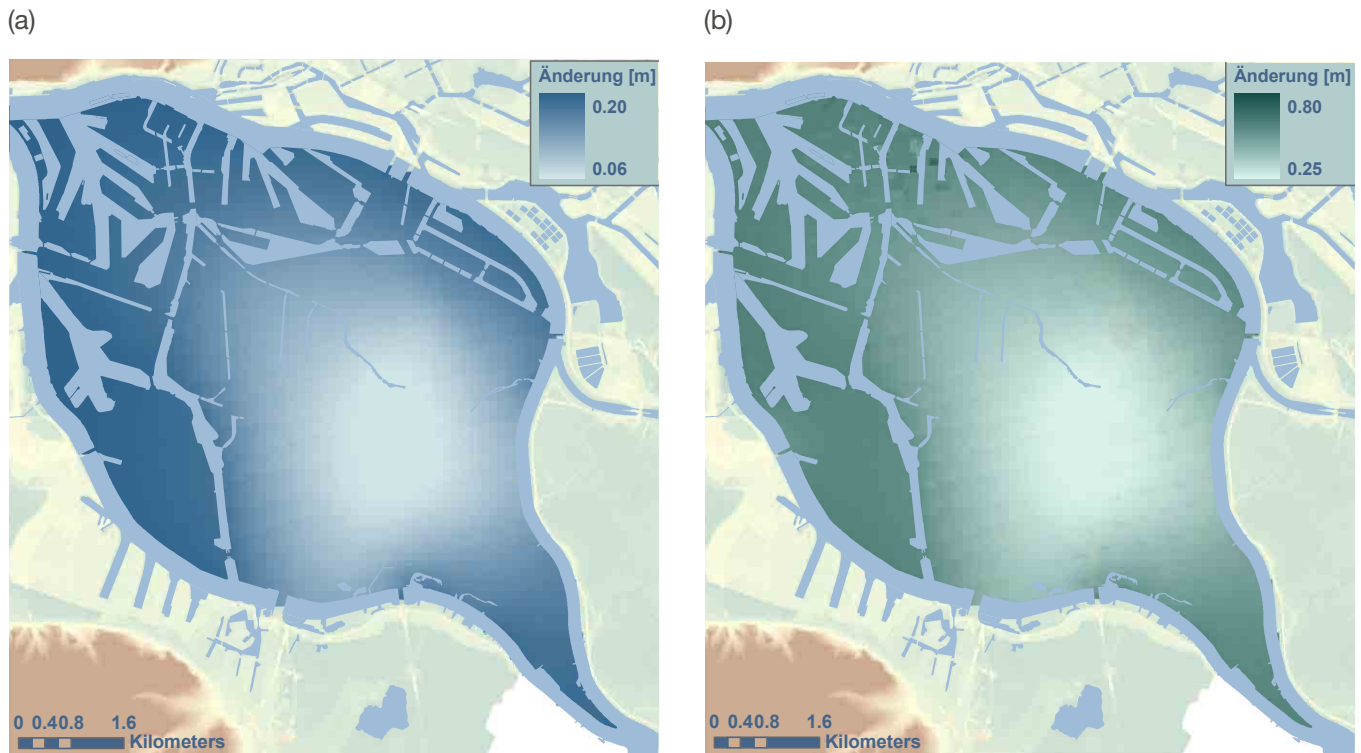 (a)
(b)
Änderung [m]
0.20
0.06
0 0.40.8 1.6
Kilometers
Änderung [m]
0.80
0.25
0 0.40.8 1.6
Kilometers